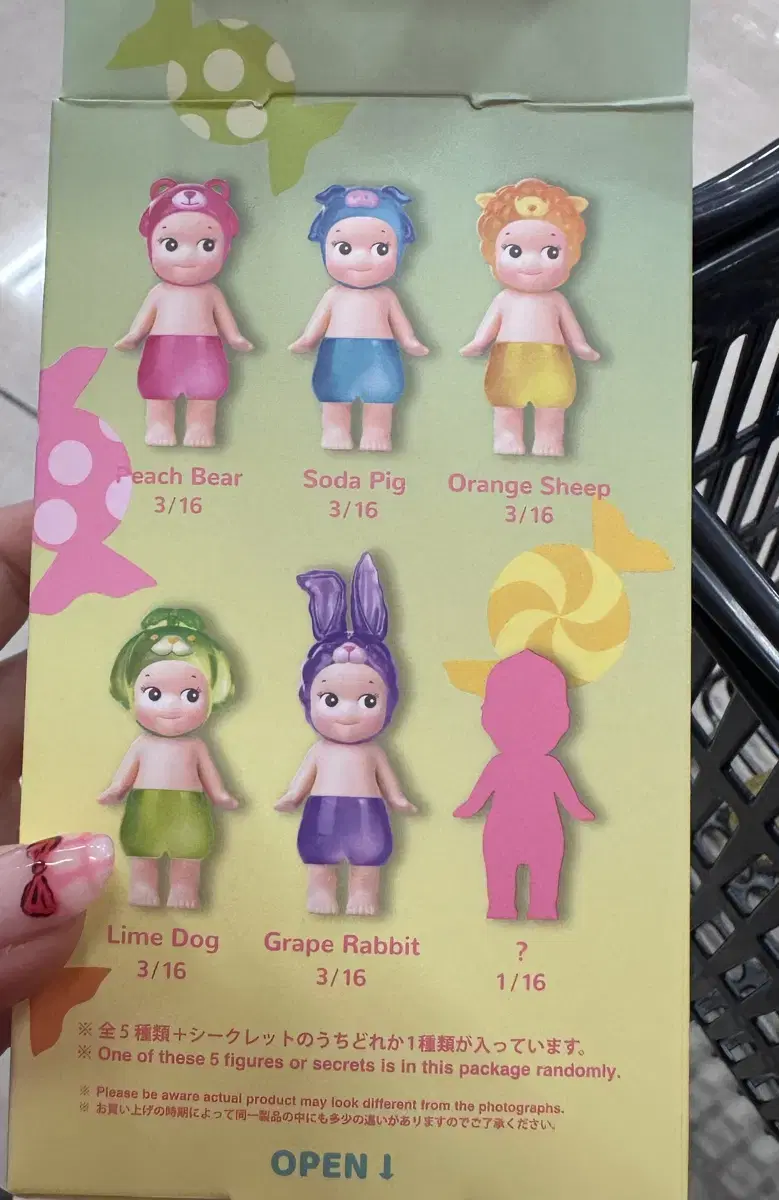 Peach Bear
3/16
Soda Pig
3/16
Orange Sheep
3/16
Lime Dog
3/16
Grape Rabbit
3/16
?
1/16
※ 全5種類＋シークレットのうちどれか1種類が入っています。
※ One of these 5 figures or secrets is in this package randomly.
※ Please be aware actual product may look different from the photographs.
※ お買い上げの時期によって同一製品の中にも多少の違いがありますのでご了承ください。
OPEN ↓